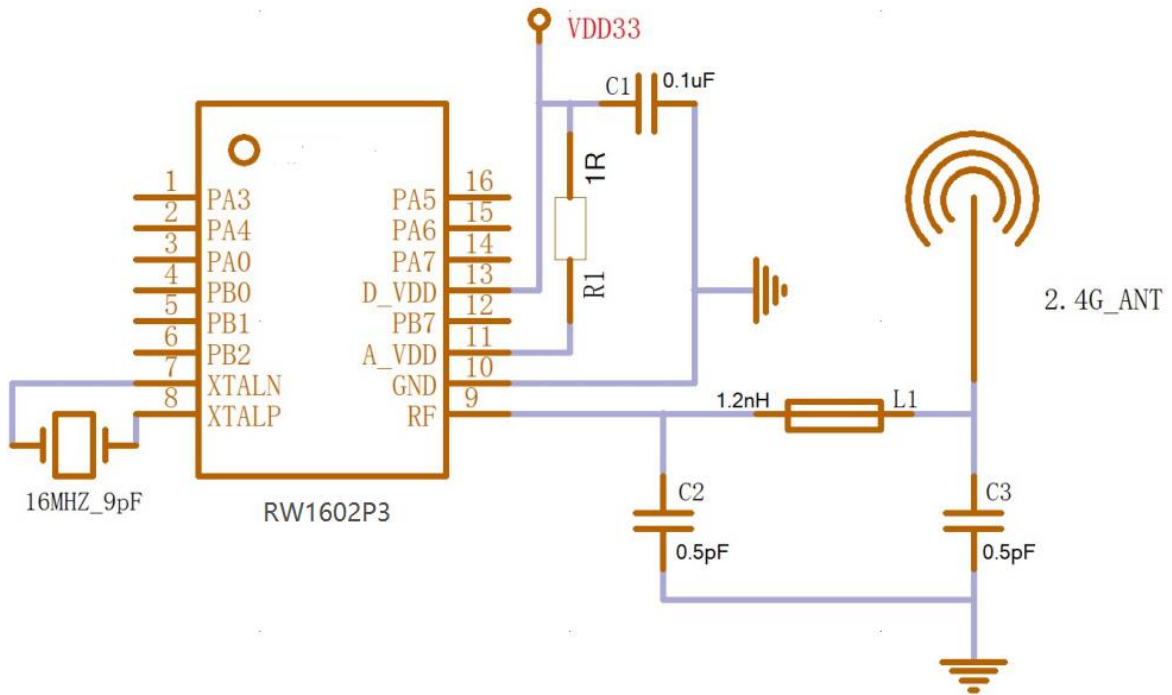 VDD33
C1 0.1uF
1R
R1
1 PA3
2 PA4
3 PA0
4 PB0
5 PB1
6 PB2
7 XTALN
8 XTALP
PA5 16
PA6 15
PA7 14
D_VDD 13
PB7 12
A_VDD 11
GND 10
RF 9
2.4G_ANT
1.2nH L1
16MHZ_9pF
RW1602P3
C2
0.5pF
C3
0.5pF